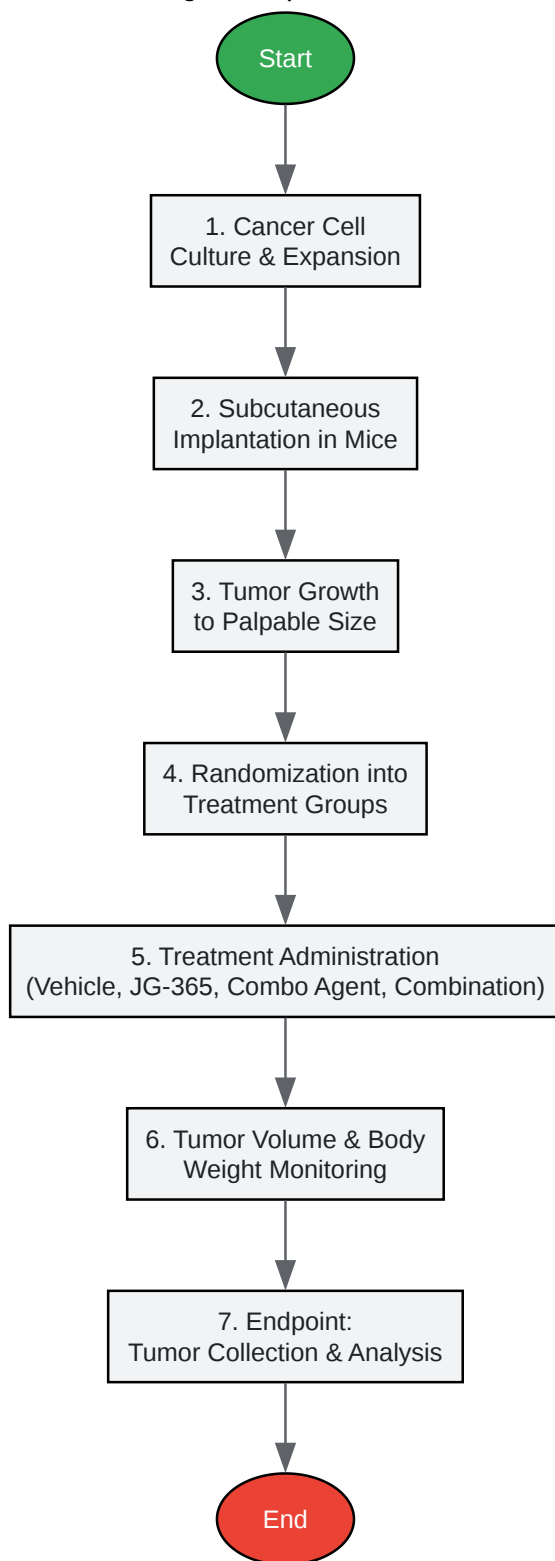 Start
1. Cancer Cell
Culture & Expansion
2. Subcutaneous
Implantation in Mice
3. Tumor Growth
to Palpable Size
4. Randomization into
Treatment Groups
5. Treatment Administration
(Vehicle, JG-365, Combo Agent, Combination)
6. Tumor Volume & Body
Weight Monitoring
7. Endpoint:
Tumor Collection & Analysis
End